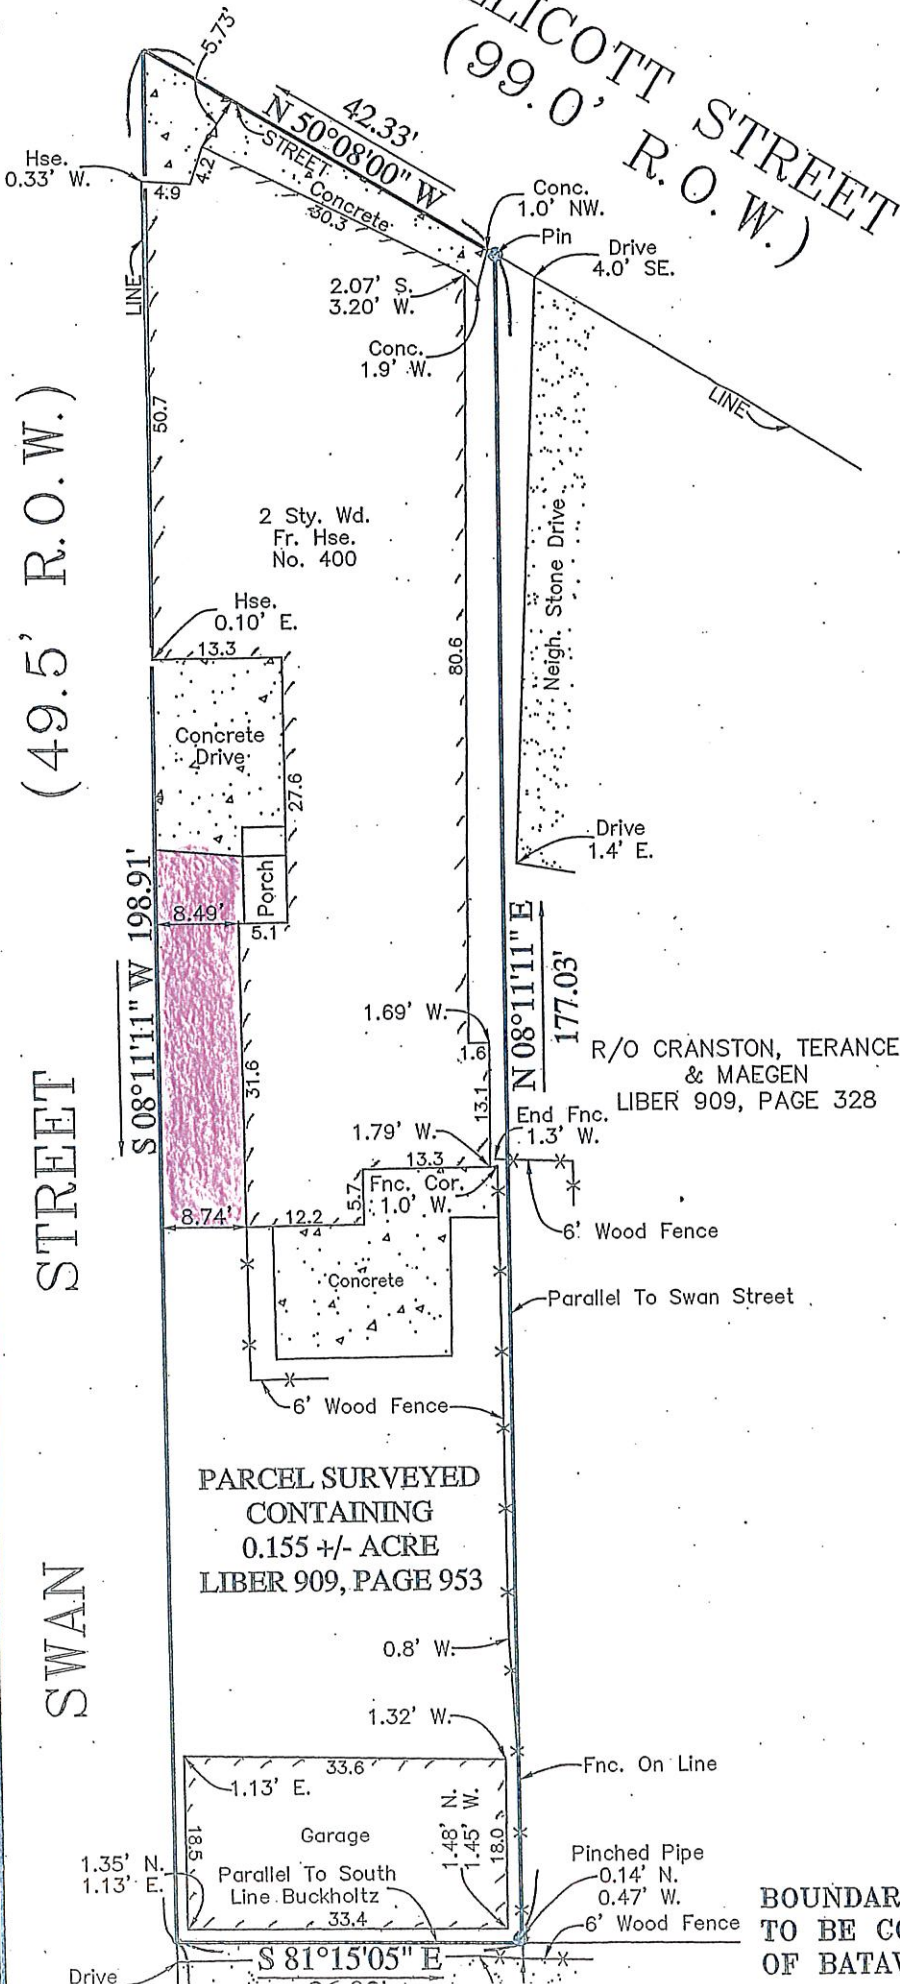 STREET
(99.0' R.O.W.)
5.73'
42.33'
N 50°08'00" W
STREET
Hse.
0.33' W.
4.9
4.2
Concrete
30.3
Conc.
1.0' NW.
Pin
Drive
4.0' SE.
2.07' S.
3.20' W.
LINE
Conc.
1.9' W.
LINE
50.7
(49.5' R.O.W.)
2 Sty. Wd.
Fr. Hse.
No. 400
Neigh. Stone Drive
Hse.
0.10' E.
13.3
80.6
Concrete
Drive
27.6
Drive
1.4' E.
Porch
8.49'
5.1
S 08°11'11" W 198.91'
N 08°11'11" E
177.03'
1.69' W.
1.6
R/O CRANSTON, TERANCE
& MAEGEN
LIBER 909, PAGE 328
31.6
13.1
End Fnc.
1.3' W.
1.79' W.
13.3
Fnc. Cor.
1.0' W.
5.7
8.74'
12.2
6' Wood Fence
STREET
Concrete
Parallel To Swan Street
6' Wood Fence
PARCEL SURVEYED
CONTAINING
0.155 +/- ACRE
LIBER 909, PAGE 953
SWAN
0.8' W.
1.32' W.
33.6
1.13' E.
Fnc. On Line
18.5
Garage
1.48' N.
1.45' W.
18.0
1.35' N.
1.13' E.
Parallel To South
Line Buckholtz
33.4
Pinched Pipe
0.14' N.
0.47' W.
6' Wood Fence
S 81°15'05" E
Drive
TO BE
OF